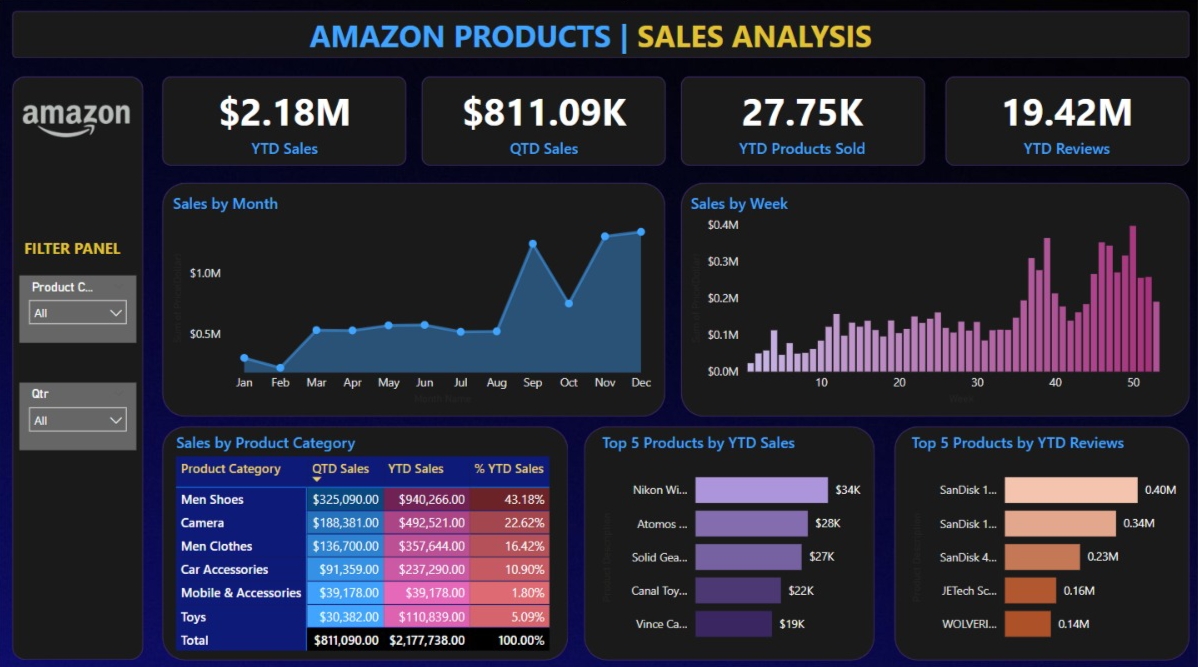 AMAZON PRODUCTS | SALES ANALYSIS
amazon
FILTER PANEL
Product C...
All
Qtr
All
$2.18M
YTD Sales
$811.09K
QTD Sales
27.75K
YTD Products Sold
19.42M
YTD Reviews
Sales by Month
$1.0M
$0.5M
Jan Feb Mar Apr May Jun Jul Aug Sep Oct Nov Dec
Month Name
Sales by Week
$0.4M
$0.3M
$0.2M
$0.1M
$0.0M
10 20 30 40 50
Week
Sales by Product Category
Product Category QTD Sales YTD Sales % YTD Sales
Men Shoes $325,090.00 $940,266.00 43.18%
Camera $188,381.00 $492,521.00 22.62%
Men Clothes $136,700.00 $357,644.00 16.42%
Car Accessories $91,359.00 $237,290.00 10.90%
Mobile & Accessories $39,178.00 $39,178.00 1.80%
Toys $30,382.00 $110,839.00 5.09%
Total $811,090.00 $2,177,738.00 100.00%
Top 5 Products by YTD Sales
Nikon Wi... $34K
Atomos ... $28K
Solid Gea... $27K
Canal Toy... $22K
Vince Ca... $19K
Top 5 Products by YTD Reviews
SanDisk 1... 0.40M
SanDisk 1... 0.34M
SanDisk 4... 0.23M
JETech Sc... 0.16M
WOLVERI... 0.14M